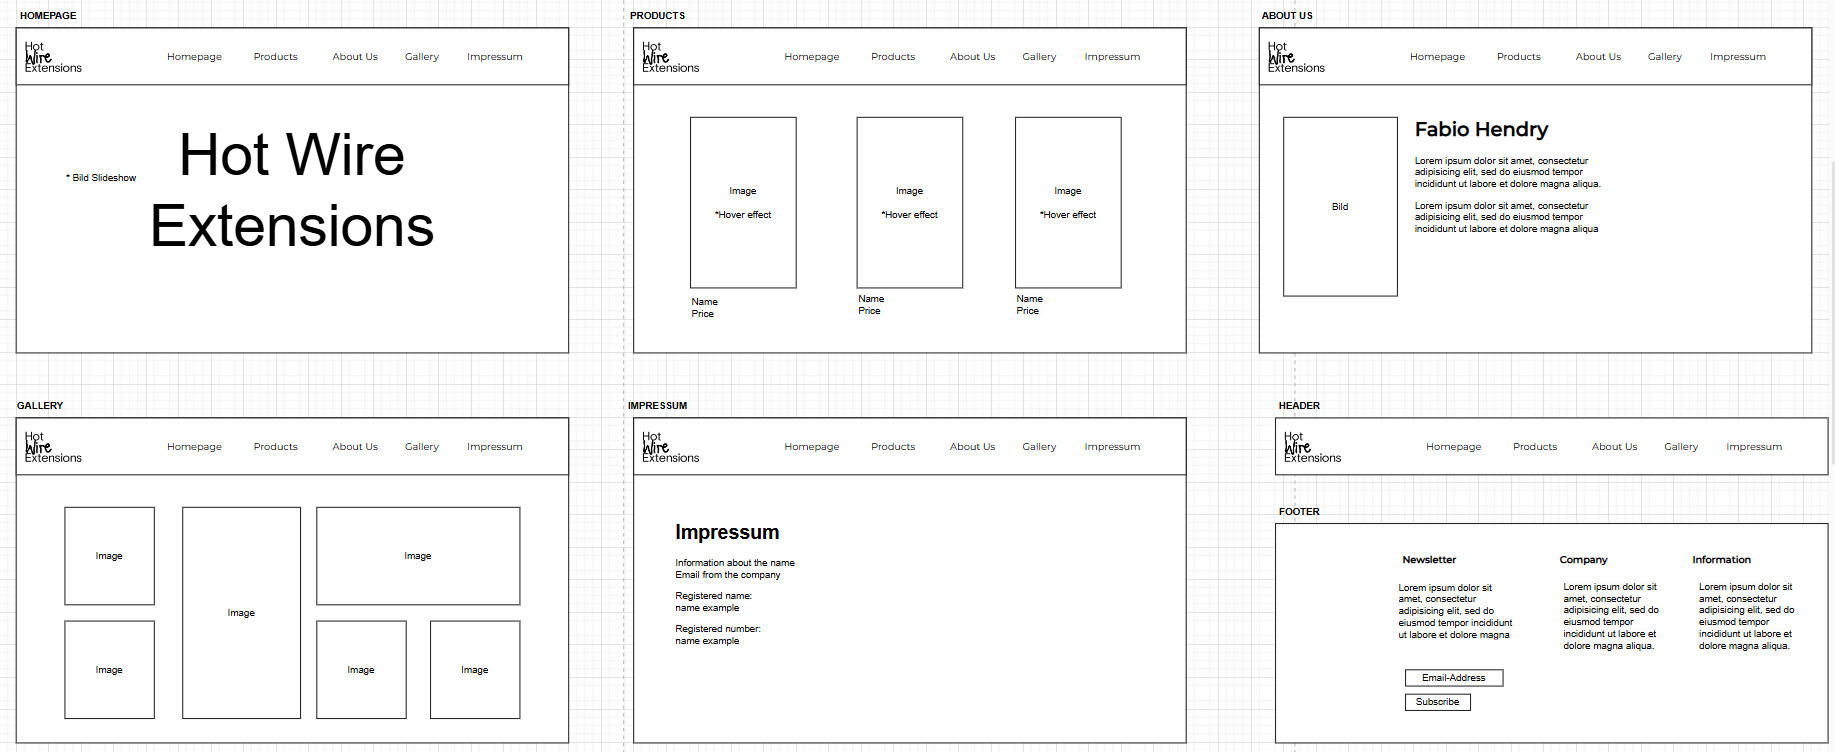 HOMEPAGE
Hot
Wire
Extensions
Homepage Products About Us Gallery Impressum
* Bild Slideshow
Hot Wire
Extensions
PRODUCTS
Hot
Wire
Extensions
Homepage Products About Us Gallery Impressum
Image
*Hover effect
Name
Price
Image
*Hover effect
Name
Price
Image
*Hover effect
Name
Price
ABOUT US
Hot
Wire
Extensions
Homepage Products About Us Gallery Impressum
Bild
Fabio Hendry
Lorem ipsum dolor sit amet, consectetur
adipisicing elit, sed do eiusmod tempor
incididunt ut labore et dolore magna aliqua.
Lorem ipsum dolor sit amet, consectetur
adipisicing elit, sed do eiusmod tempor
incididunt ut labore et dolore magna aliqua
GALLERY
Hot
Wire
Extensions
Homepage Products About Us Gallery Impressum
Image
Image
Image
Image
Image
Image
IMPRESSUM
Hot
Wire
Extensions
Homepage Products About Us Gallery Impressum
Impressum
Information about the name
Email from the company
Registered name:
name example
Registered number:
name example
HEADER
Hot
Wire
Extensions
Homepage Products About Us Gallery Impressum
FOOTER
Newsletter
Lorem ipsum dolor sit
amet, consectetur
adipisicing elit, sed do
eiusmod tempor incididunt
ut labore et dolore magna
Email-Address
Subscribe
Company
Lorem ipsum dolor sit
amet, consectetur
adipisicing elit, sed do
eiusmod tempor
incididunt ut labore et
dolore magna aliqua.
Information
Lorem ipsum dolor sit
amet, consectetur
adipisicing elit, sed do
eiusmod tempor
incididunt ut labore et
dolore magna aliqua.